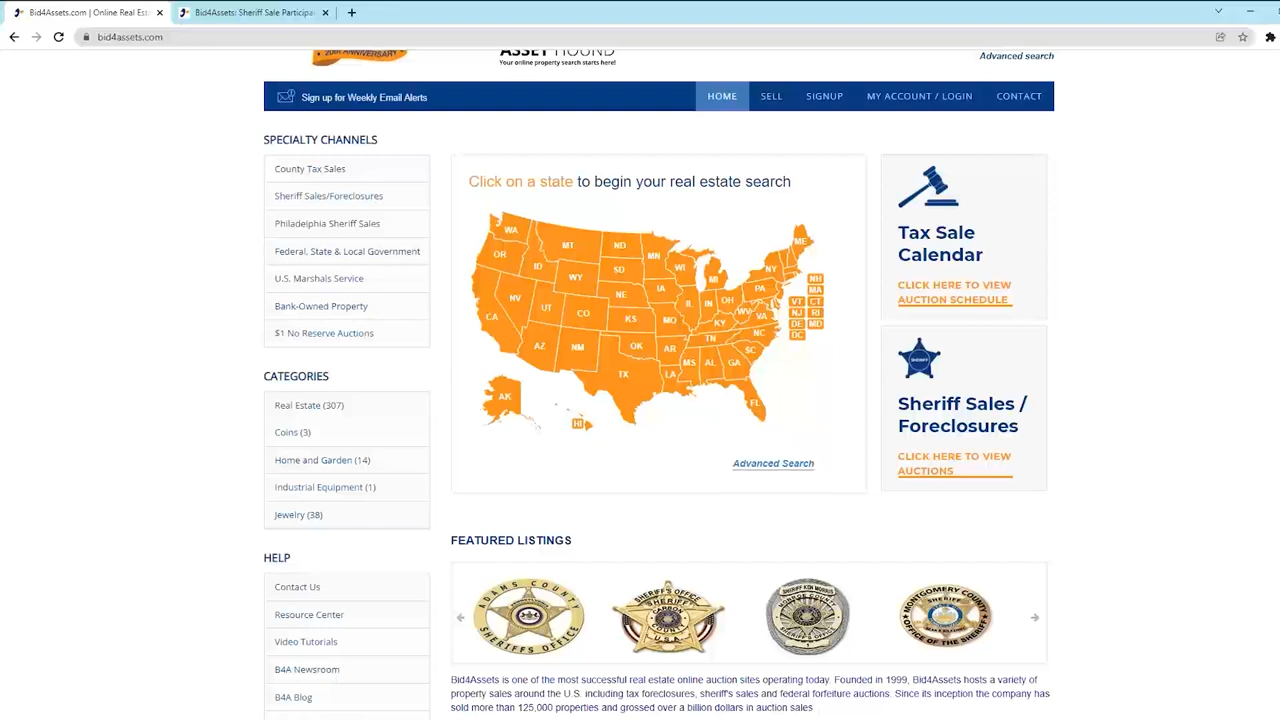 Bid4Assets.com | Online Real Est
Bid4Assets: Sheriff Sale Participa
bid4assets.com
20th ANNIVERSARY
ASSET HOUND
Your online property search starts here!
Advanced search
Sign up for Weekly Email Alerts
HOME
SELL
SIGNUP
MY ACCOUNT / LOGIN
CONTACT
SPECIALTY CHANNELS
County Tax Sales
Sheriff Sales/Foreclosures
Philadelphia Sheriff Sales
Federal, State & Local Government
U.S. Marshals Service
Bank-Owned Property
$1 No Reserve Auctions
CATEGORIES
Real Estate (307)
Coins (3)
Home and Garden (14)
Industrial Equipment (1)
Jewelry (38)
HELP
Contact Us
Resource Center
Video Tutorials
B4A Newsroom
B4A Blog
Click on a state to begin your real estate search
WA
MT
ND
MN
ME
OR
ID
WY
SD
WI
MI
NY
NH
MA
NV
UT
CO
NE
IA
IL
IN
OH
PA
VT
CT
NJ
RI
DE
MD
DC
CA
AZ
NM
KS
OK
TX
MO
AR
LA
KY
WV
VA
TN
NC
SC
MS
AL
GA
FL
AK
HI
Advanced Search
Tax Sale
Calendar
CLICK HERE TO VIEW
AUCTION SCHEDULE
SHERIFF
Sheriff Sales /
Foreclosures
CLICK HERE TO VIEW
AUCTIONS
FEATURED LISTINGS
ADAMS COUNTY
SHERIFFS OFFICE
SHERIFF'S OFFICE
SHERIFF
CARBON
COUNTY
U.S.A.
MONTGOMERY COUNTY
SHERIFF
OFFICE OF THE
Bid4Assets is one of the most successful real estate online auction sites operating today. Founded in 1999, Bid4Assets hosts a variety of
property sales around the U.S. including tax foreclosures, sheriff's sales and federal forfeiture auctions. Since its inception the company has
sold more than 125,000 properties and grossed over a billion dollars in auction sales